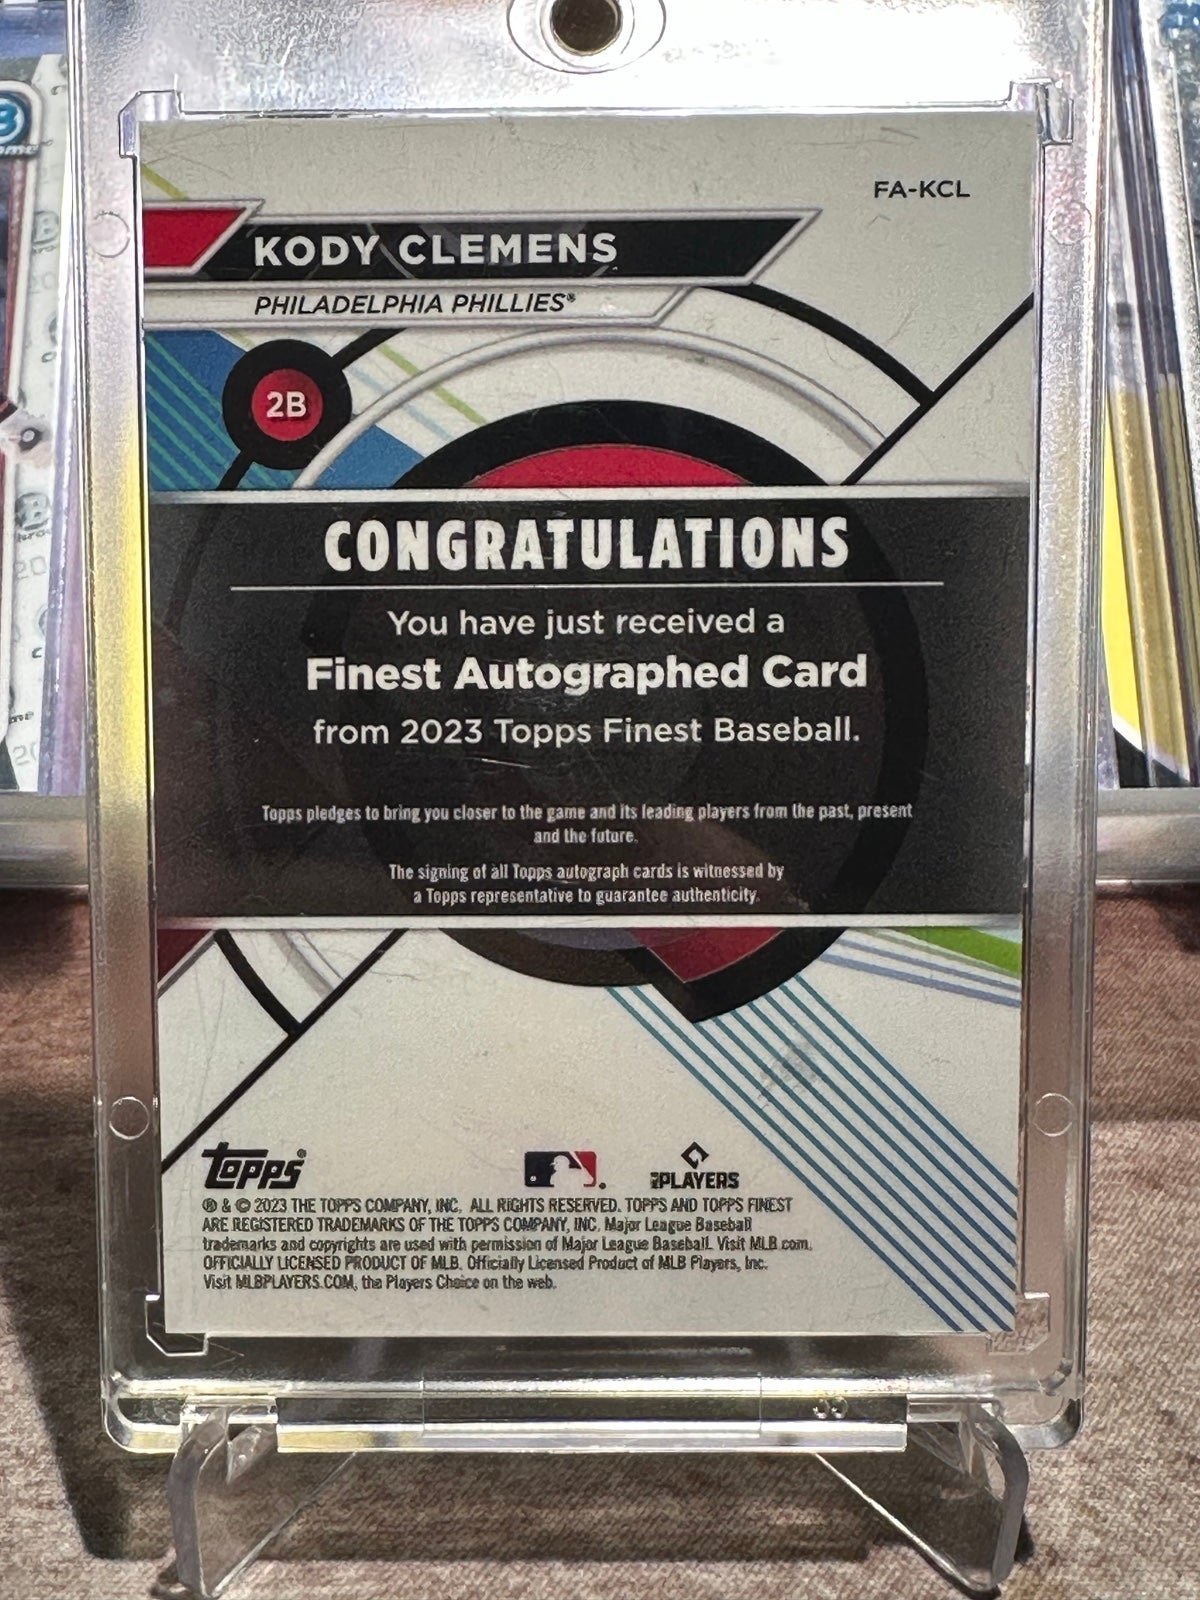 FA-KCL
KODY CLEMENS
PHILADELPHIA PHILLIES®
2B
CONGRATULATIONS
You have just received a
Finest Autographed Card
from 2023 Topps Finest Baseball.
Topps pledges to bring you closer to the game and its leading players from the past, present
and the future.
The signing of all Topps autograph cards is witnessed by
a Topps representative to guarantee authenticity.
Topps®
PLAYERS
® & © 2023 THE TOPPS COMPANY, INC. ALL RIGHTS RESERVED. TOPPS AND TOPPS FINEST
ARE REGISTERED TRADEMARKS OF THE TOPPS COMPANY, INC. Major League Baseball
trademarks and copyrights are used with permission of Major League Baseball. Visit MLB.com.
OFFICIALLY LICENSED PRODUCT OF MLB. Officially Licensed Product of MLB Players, Inc.
Visit MLBPLAYERS.COM, the Players Choice on the web.